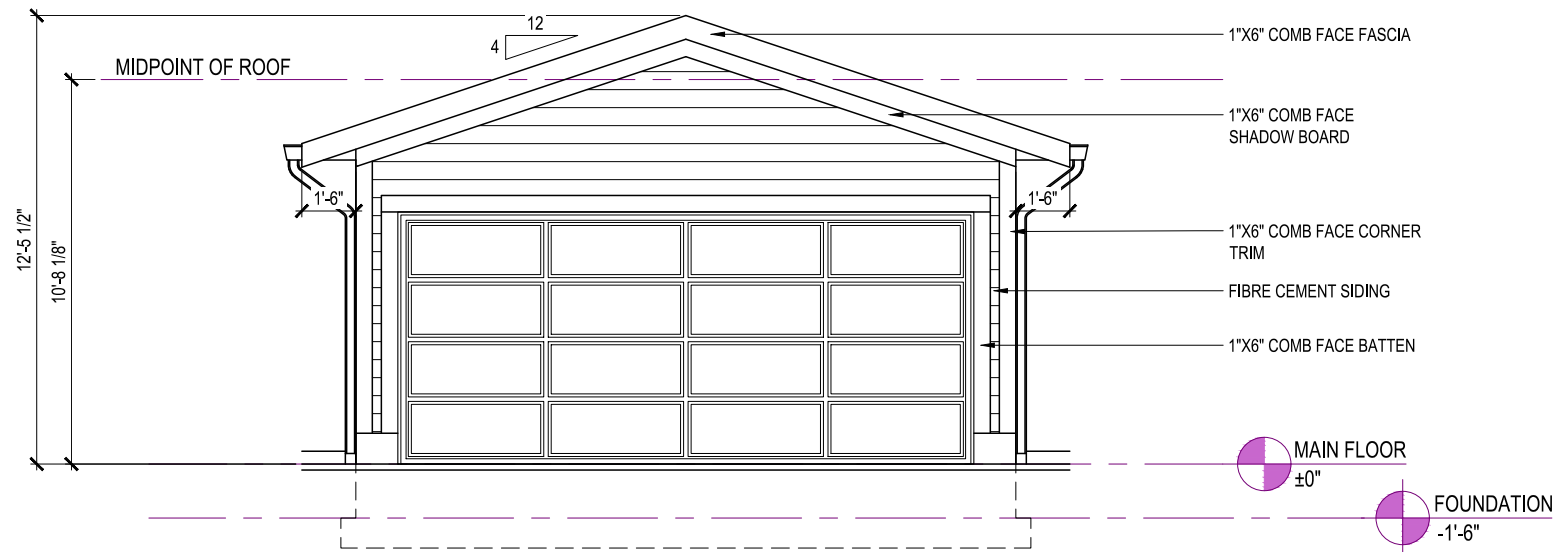 12
4
1"X6" COMB FACE FASCIA
MIDPOINT OF ROOF
1"X6" COMB FACE
SHADOW BOARD
1'-6"
1'-6"
12'-5 1/2"
10'-8 1/8"
1"X6" COMB FACE CORNER
TRIM
FIBRE CEMENT SIDING
1"X6" COMB FACE BATTEN
MAIN FLOOR
±0"
FOUNDATION
-1'-6"